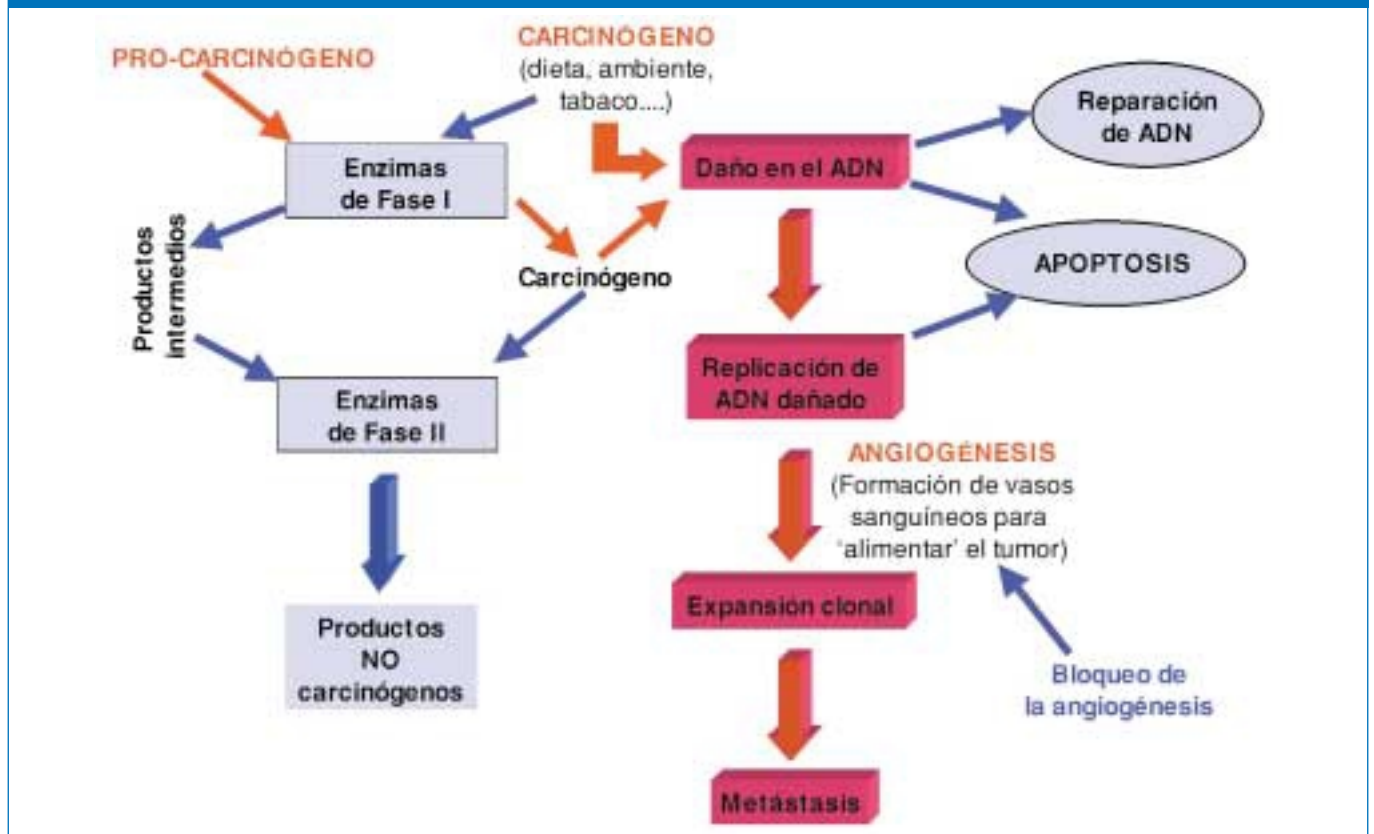 PRO-CARCINÓGENO
CARCINÓGENO
(dieta, ambiente,
tabaco....)
Enzimas
de Fase I
Productos
intermedios
Carcinógeno
Enzimas
de Fase II
Productos
NO
carcinógenos
Daño en el ADN
Reparación
de ADN
APOPTOSIS
Replicación de
ADN dañado
ANGIOGÉNESIS
(Formación de vasos
sanguíneos para
‘alimentar’ el tumor)
Expansión clonal
Bloqueo de
la angiogénesis
Metástasis